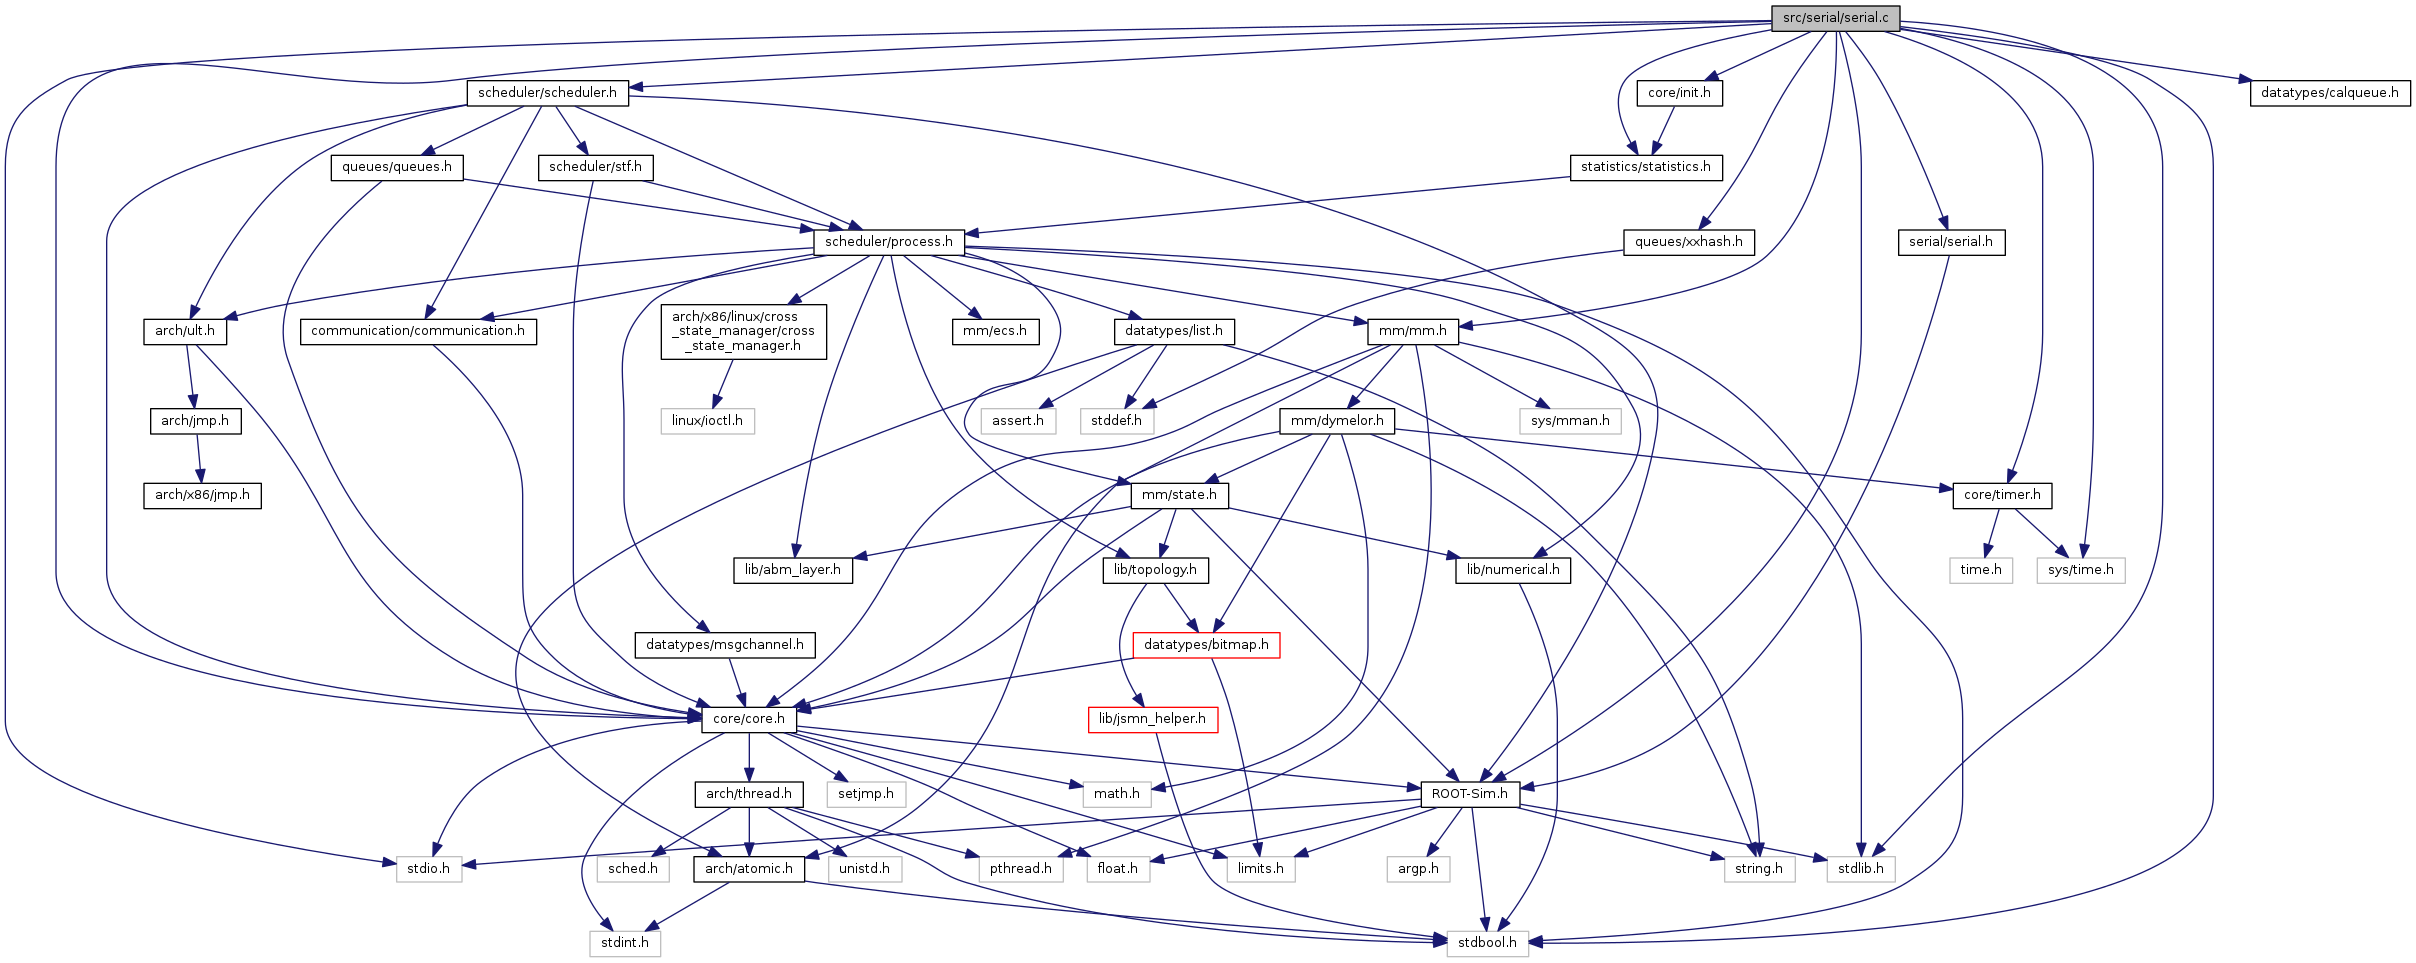 src/serial/serial.c
scheduler/scheduler.h
core/init.h
datatypes/calqueue.h
queues/queues.h
scheduler/stf.h
statistics/statistics.h
scheduler/process.h
queues/xxhash.h
serial/serial.h
arch/ult.h
communication/communication.h
arch/x86/linux/cross
_state_manager/cross
_state_manager.h
mm/ecs.h
datatypes/list.h
mm/mm.h
arch/jmp.h
linux/ioctl.h
assert.h
stddef.h
mm/dymelor.h
sys/mman.h
arch/x86/jmp.h
mm/state.h
core/timer.h
lib/abm_layer.h
lib/topology.h
lib/numerical.h
time.h
sys/time.h
datatypes/msgchannel.h
datatypes/bitmap.h
core/core.h
lib/jsmn_helper.h
arch/thread.h
setjmp.h
math.h
ROOT-Sim.h
stdio.h
sched.h
arch/atomic.h
unistd.h
pthread.h
float.h
limits.h
argp.h
string.h
stdlib.h
stdint.h
stdbool.h